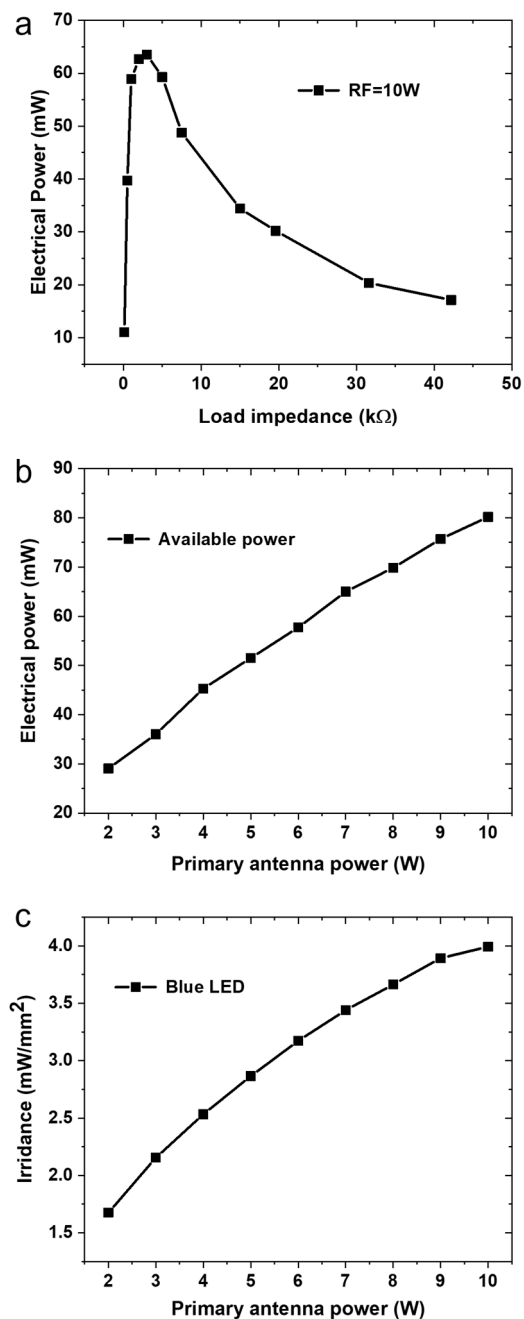 a
70
60
50
40
30
20
10
Electrical Power (mW)
RF=10W
0 10 20 30 40 50
Load impedance (kΩ)
b
90
80
70
60
50
40
30
20
Electrical power (mW)
Available power
2 3 4 5 6 7 8 9 10
Primary antenna power (W)
c
4.0
3.5
3.0
2.5
2.0
1.5
Irridance (mW/mm²)
Blue LED
2 3 4 5 6 7 8 9 10
Primary antenna power (W)